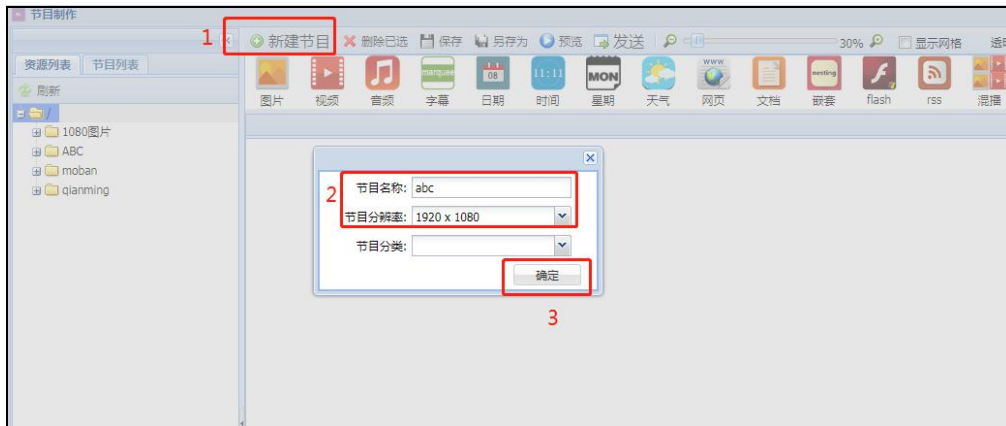 节目制作
1
新建节目 删除已选 保存 另存为 预览 发送 30% 显示网格
资源列表 节目列表
刷新
marquee 08 11:11 MON www nesting
图片 视频 音频 字幕 日期 时间 星期 天气 网页 文档 嵌套 flash rss 混播
/
1080图片
ABC
moban
qianming
2
节目名称: abc
节目分辨率: 1920 x 1080
节目分类:
确定
3